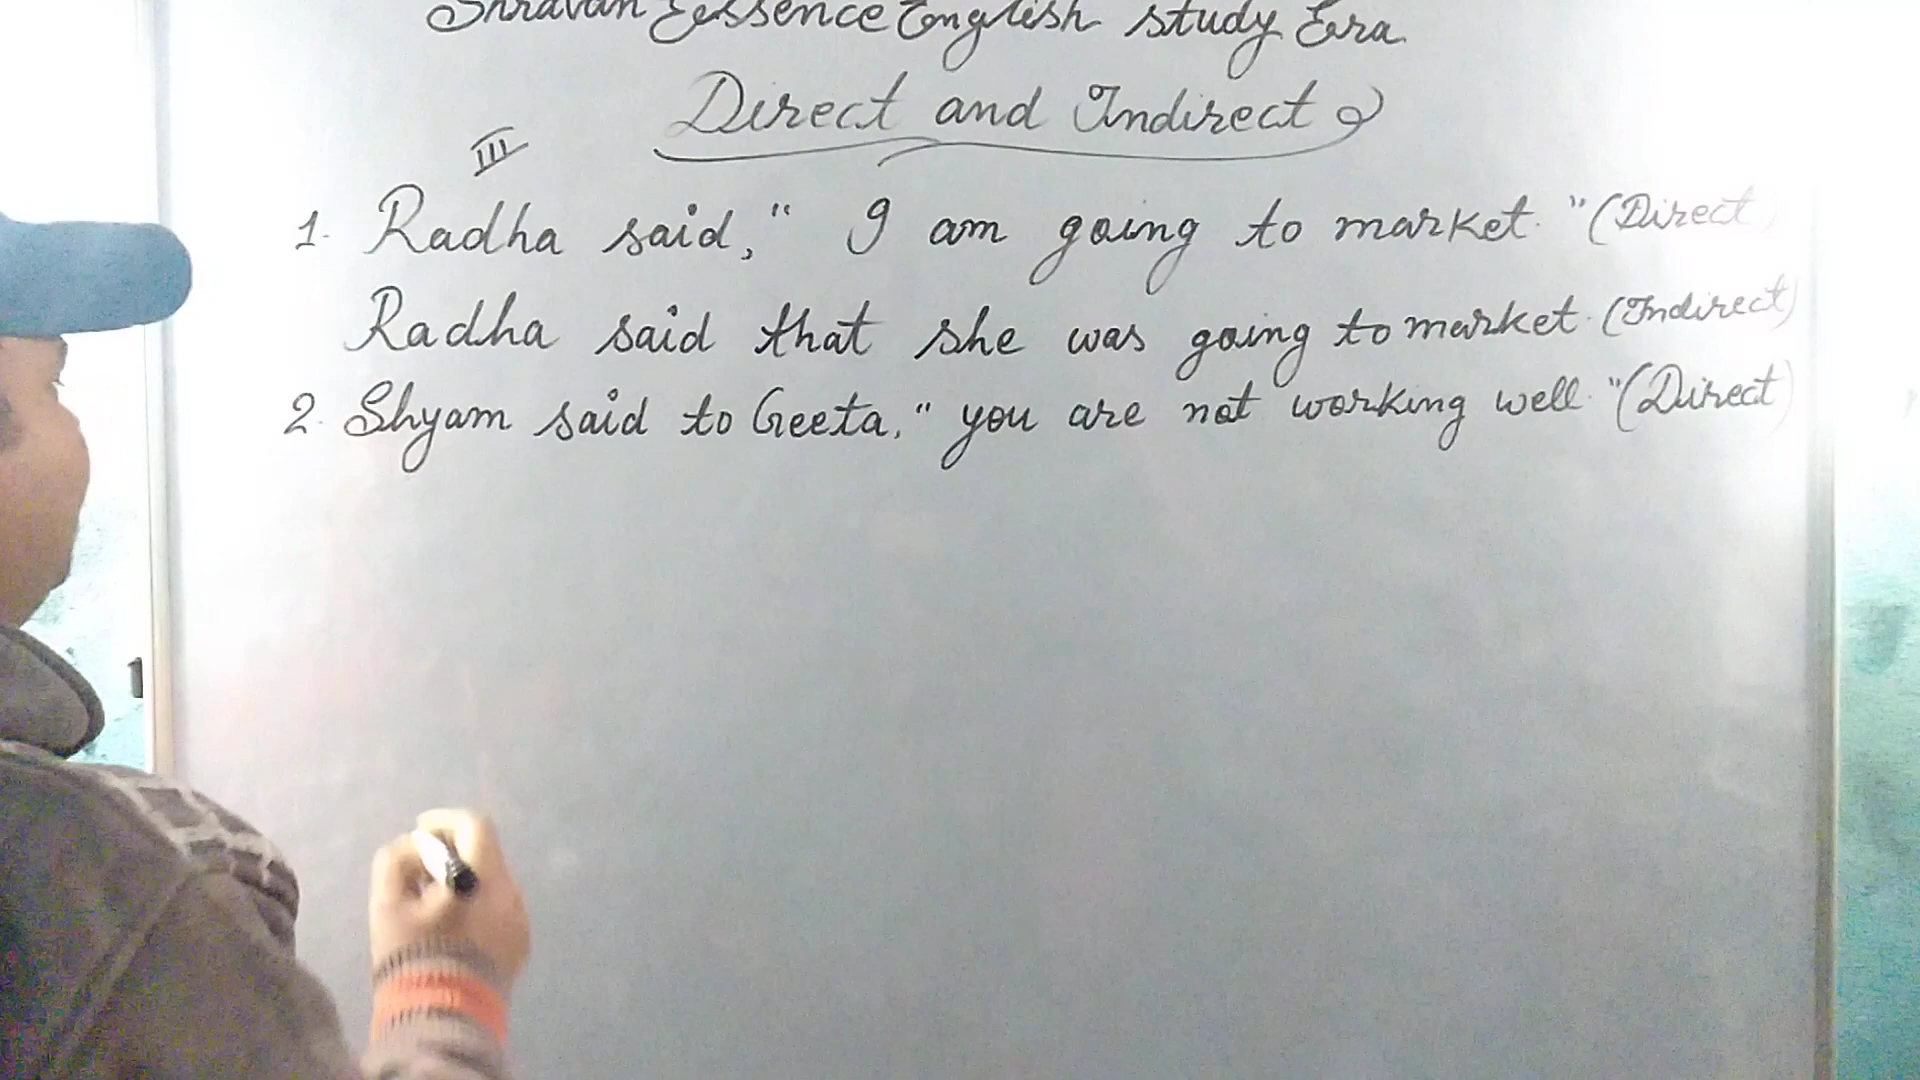 Shravan Eessence English study Era
Direct and Indirect
III
1. Radha said, " I am going to market. " (Direct)
Radha said that she was going to market. (Indirect)
2. Shyam said to Geeta, " you are not working well. " (Direct)